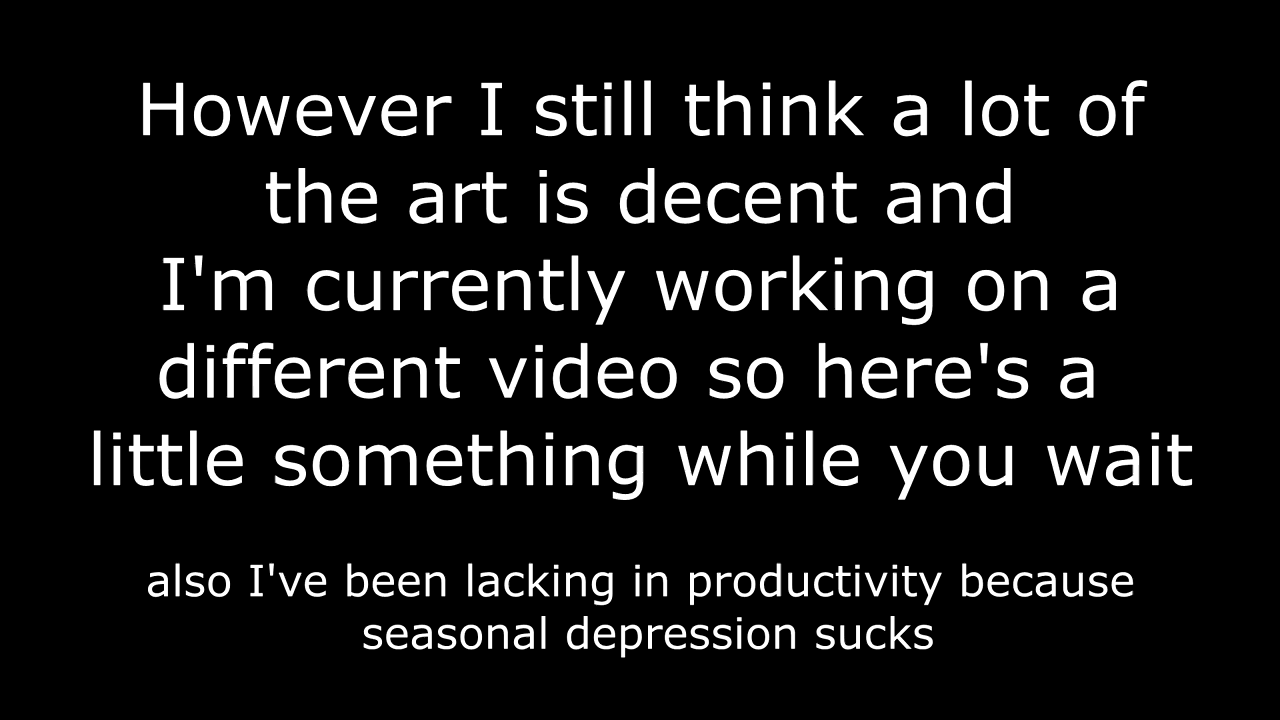 However I still think a lot of
the art is decent and
I'm currently working on a
different video so here's a
little something while you wait
also I've been lacking in productivity because
seasonal depression sucks